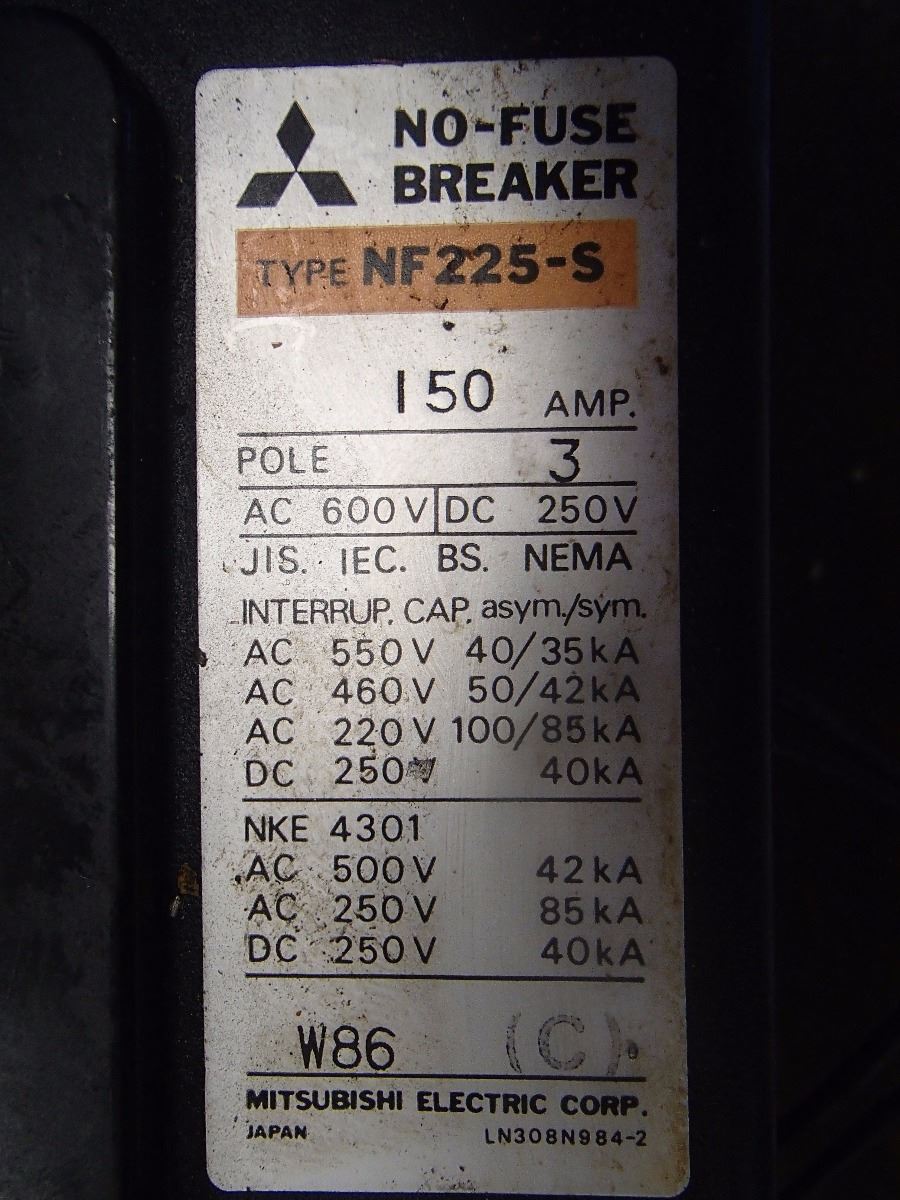 NO-FUSE
BREAKER
TYPE NF225-S
150 AMP.
POLE 3
AC 600V DC 250V
JIS. IEC. BS. NEMA
INTERRUP. CAP. asym./sym.
AC 550V 40/35kA
AC 460V 50/42kA
AC 220V 100/85kA
DC 250V 40kA
NKE 4301
AC 500V 42kA
AC 250V 85kA
DC 250V 40kA
W86 (C)
MITSUBISHI ELECTRIC CORP.
JAPAN LN308N984-2